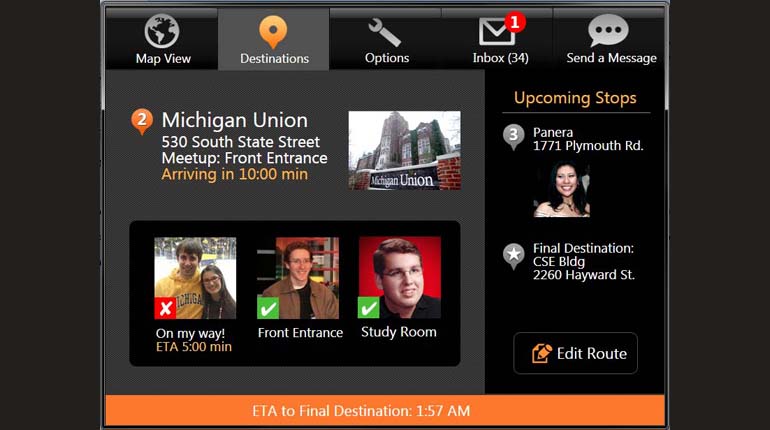 Map View
Destinations
Options
1
Inbox (34)
Send a Message
2
Michigan Union
530 South State Street
Meetup: Front Entrance
Arriving in 10:00 min
Michigan Union
MICHIGA
On my way!
ETA 5:00 min
Front Entrance
Study Room
Upcoming Stops
3
Panera
1771 Plymouth Rd.
Final Destination:
CSE Bldg
2260 Hayward St.
Edit Route
ETA to Final Destination: 1:57 AM